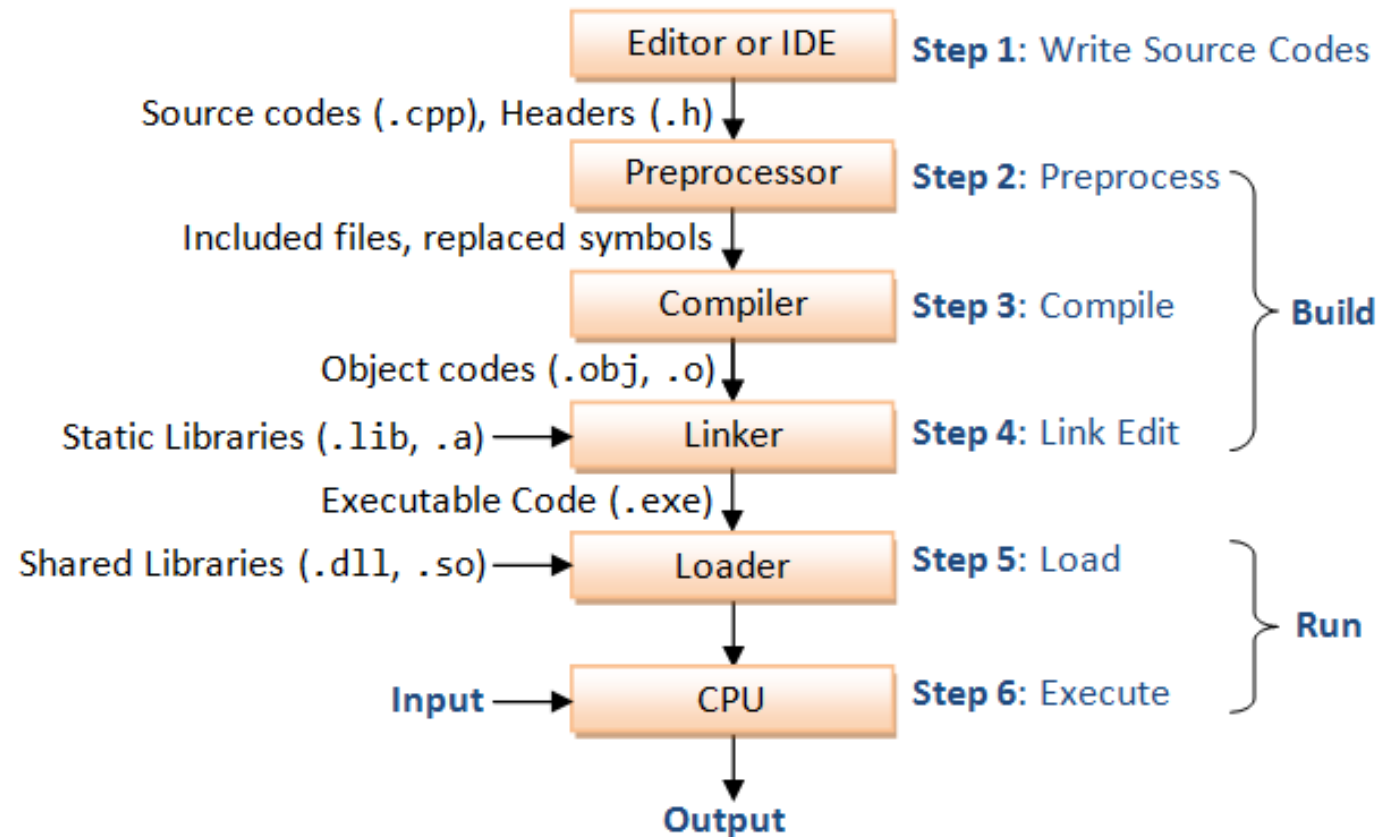 Editor or IDE
Step 1: Write Source Codes
Source codes (.cpp), Headers (.h)
Preprocessor
Step 2: Preprocess
Included files, replaced symbols
Compiler
Step 3: Compile
Build
Object codes (.obj, .o)
Static Libraries (.lib, .a)
Linker
Step 4: Link Edit
Executable Code (.exe)
Shared Libraries (.dll, .so)
Loader
Step 5: Load
Run
Input
CPU
Step 6: Execute
Output